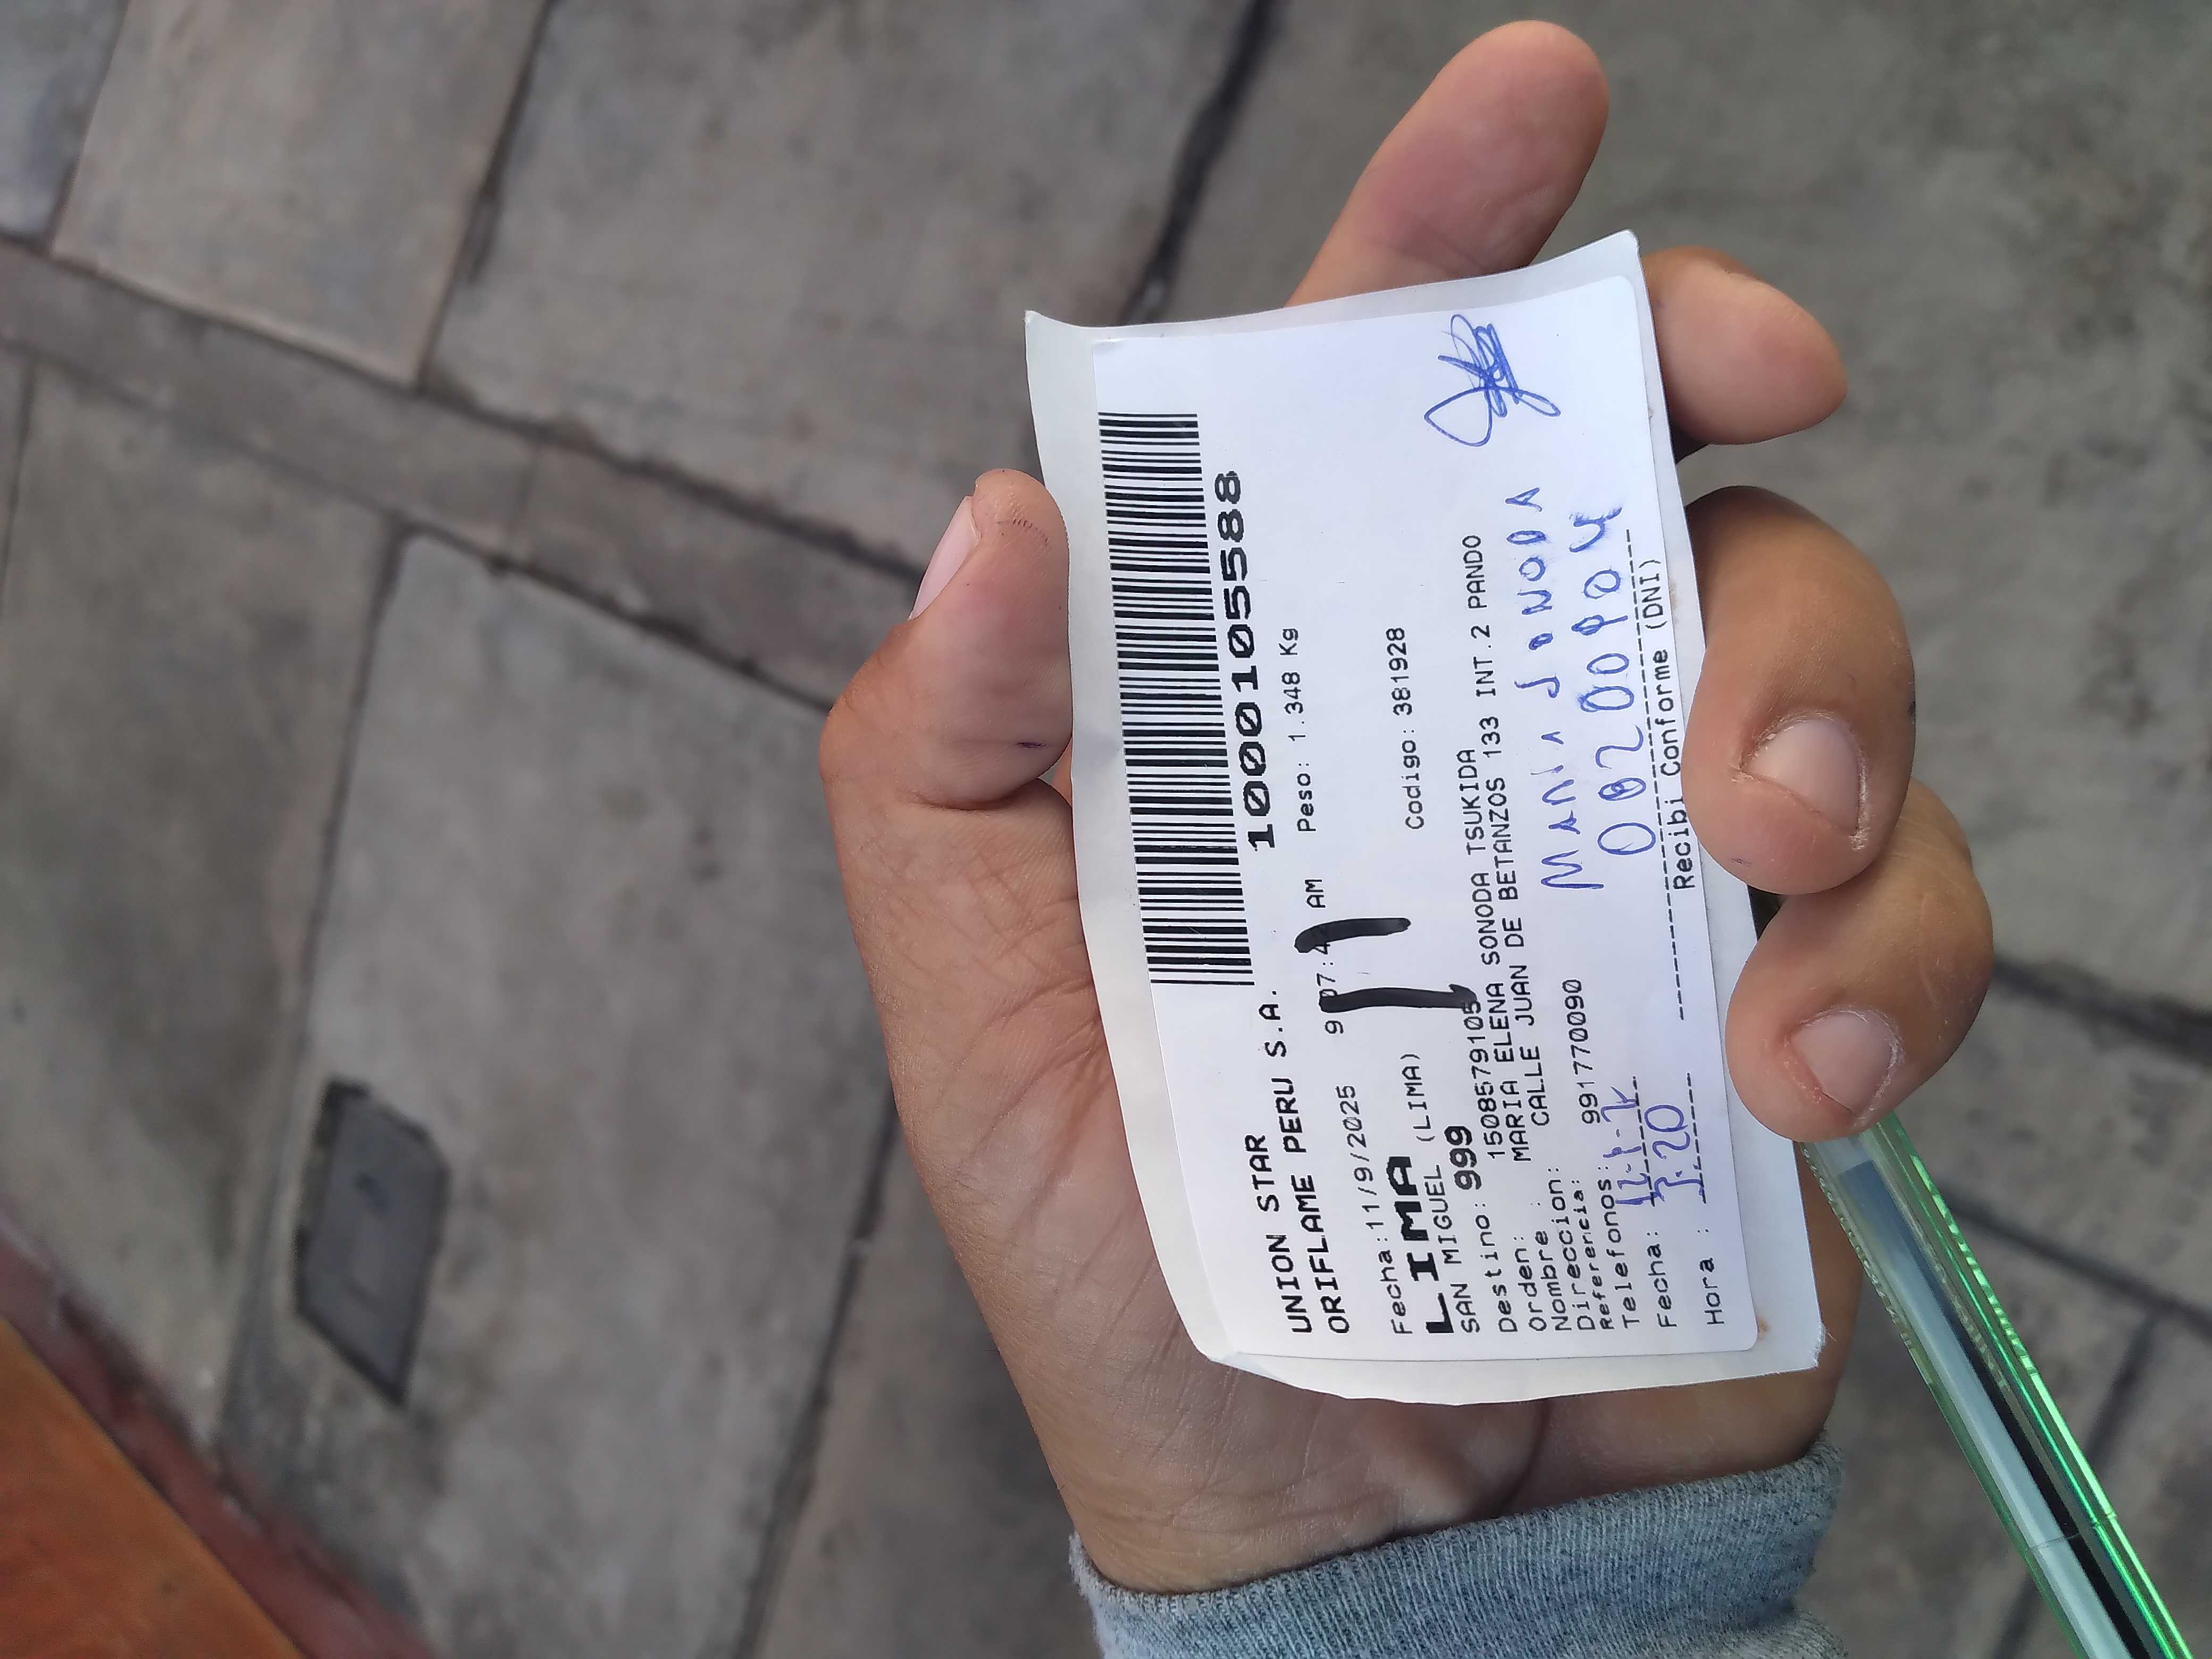 1000105588
UNION STAR
ORIFLAME PERU S.A.
Fecha:11/9/2025 AM Peso: 1.348 Kg
LIMA
SAN MIGUEL (LIMA) Codigo: 381928
Destino: 999
Orden: 1508579105
Nombre : MARIA ELENA SONODA TSUKIDA
Direccion: CALLE JUAN DE BETANZOS 133 INT.2 PANDO
Referencia:
Telefonos: 991770090
MARIA SONODA
Fecha:
Hora :
Recibi Conforme (DNI)